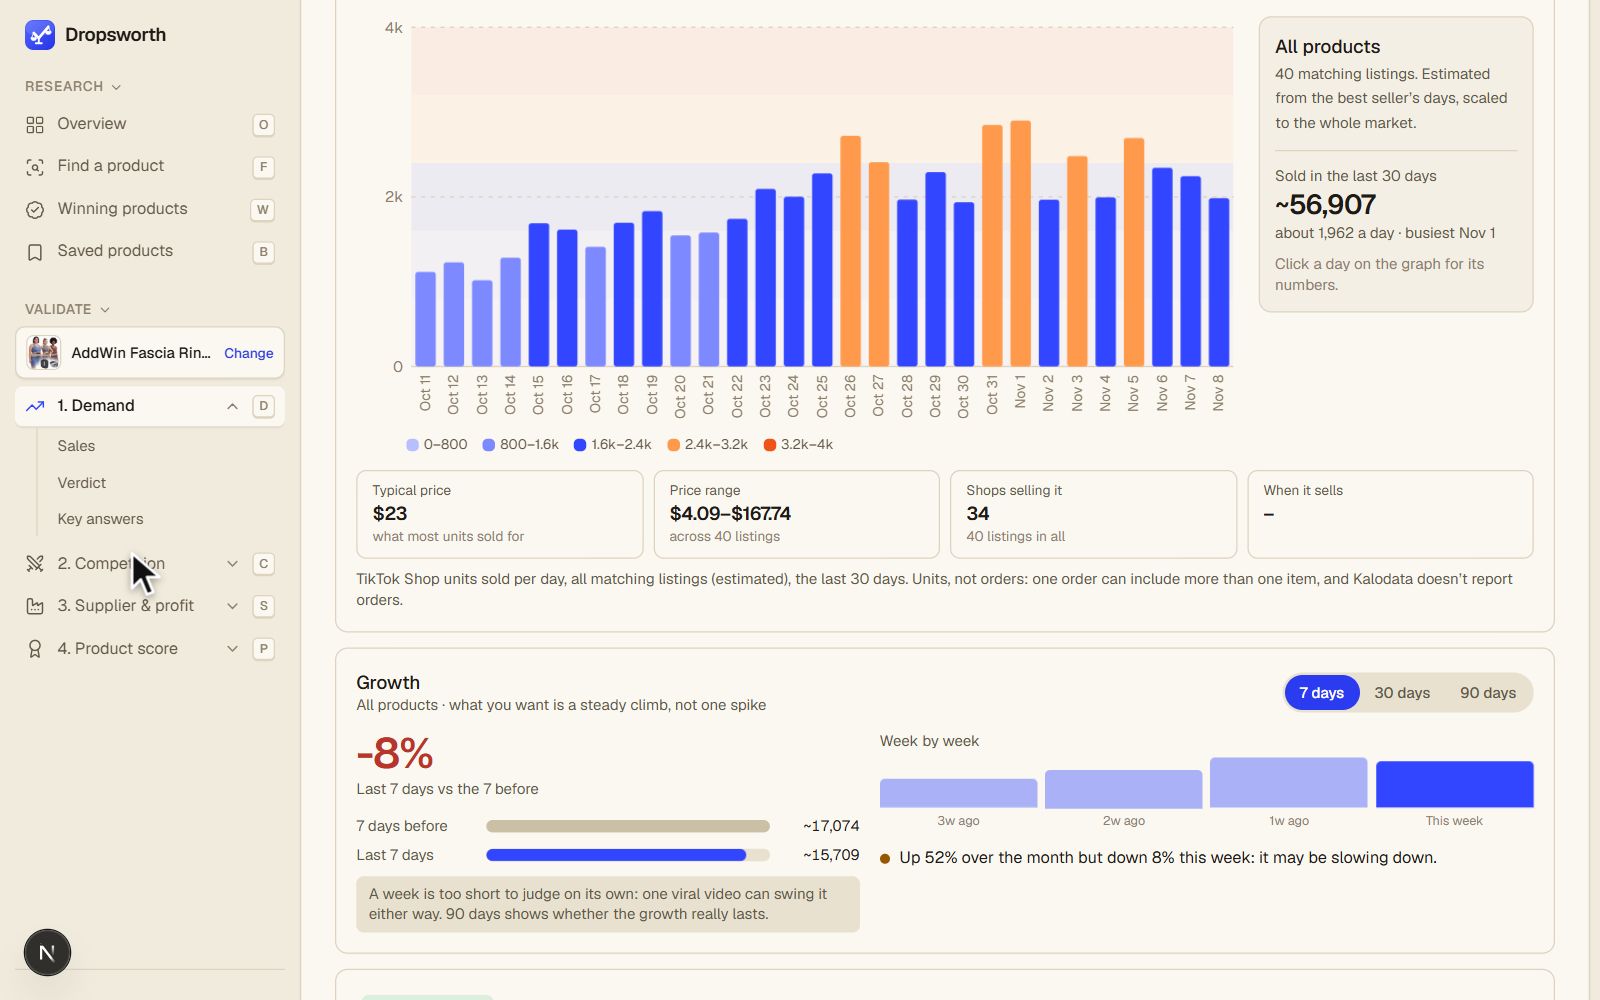 Dropsworth
RESEARCH
Overview O
Find a product F
Winning products W
Saved products B
VALIDATE
AddWin Fascia Rin... Change
1. Demand D
Sales
Verdict
Key answers
2. Compe ion C
3. Supplier & profit S
4. Product score P
N
4k
2k
0
Oct 11
Oct 12
Oct 13
Oct 14
Oct 15
Oct 16
Oct 17
Oct 18
Oct 19
Oct 20
Oct 21
Oct 22
Oct 23
Oct 24
Oct 25
Oct 26
Oct 27
Oct 28
Oct 29
Oct 30
Oct 31
Nov 1
Nov 2
Nov 3
Nov 4
Nov 5
Nov 6
Nov 7
Nov 8
0–800 800–1.6k 1.6k–2.4k 2.4k–3.2k 3.2k–4k
All products
40 matching listings. Estimated
from the best seller's days, scaled
to the whole market.
Sold in the last 30 days
~56,907
about 1,962 a day · busiest Nov 1
Click a day on the graph for its
numbers.
Typical price
$23
what most units sold for
Price range
$4.09–$167.74
across 40 listings
Shops selling it
34
40 listings in all
When it sells
–
TikTok Shop units sold per day, all matching listings (estimated), the last 30 days. Units, not orders: one order can include more than one item, and Kalodata doesn't report
orders.
Growth
All products · what you want is a steady climb, not one spike
7 days 30 days 90 days
-8%
Last 7 days vs the 7 before
7 days before ~17,074
Last 7 days ~15,709
A week is too short to judge on its own: one viral video can swing it
either way. 90 days shows whether the growth really lasts.
Week by week
3w ago 2w ago 1w ago This week
Up 52% over the month but down 8% this week: it may be slowing down.